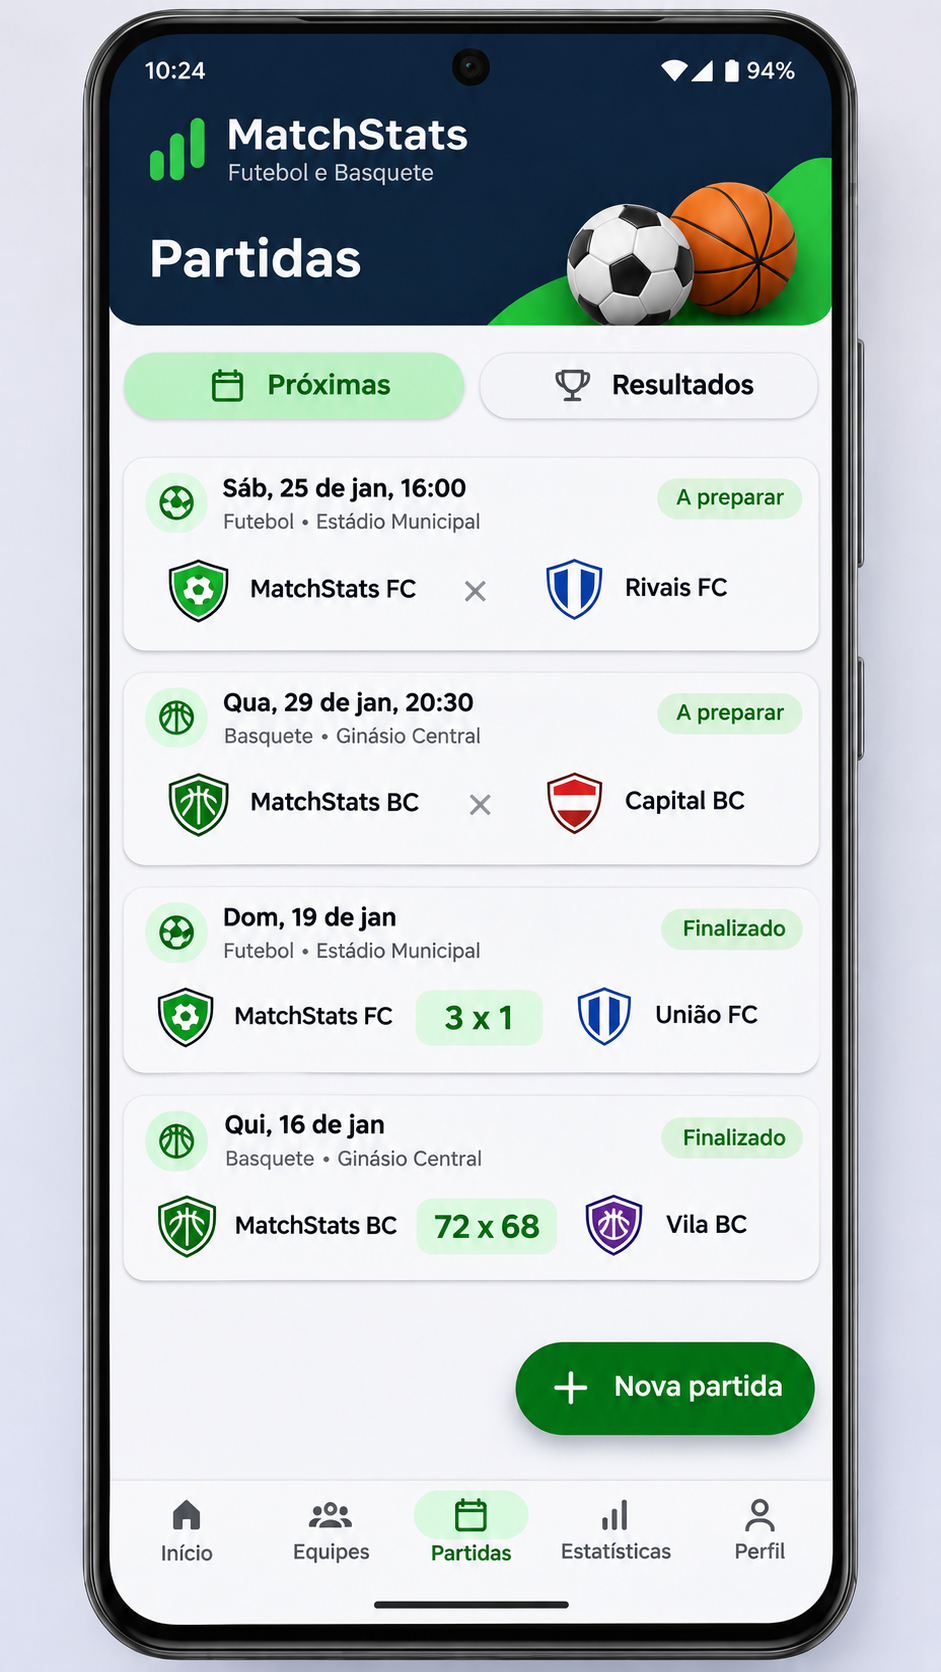 10:24
94%
MatchStats
Futebol e Basquete
Partidas
Próximas
Resultados
Sáb, 25 de jan, 16:00
A preparar
Futebol • Estádio Municipal
MatchStats FC × Rivais FC
Qua, 29 de jan, 20:30
A preparar
Basquete • Ginásio Central
MatchStats BC × Capital BC
Dom, 19 de jan
Finalizado
Futebol • Estádio Municipal
MatchStats FC 3 x 1 União FC
Qui, 16 de jan
Finalizado
Basquete • Ginásio Central
MatchStats BC 72 x 68 Vila BC
+ Nova partida
Início Equipes Partidas Estatísticas Perfil